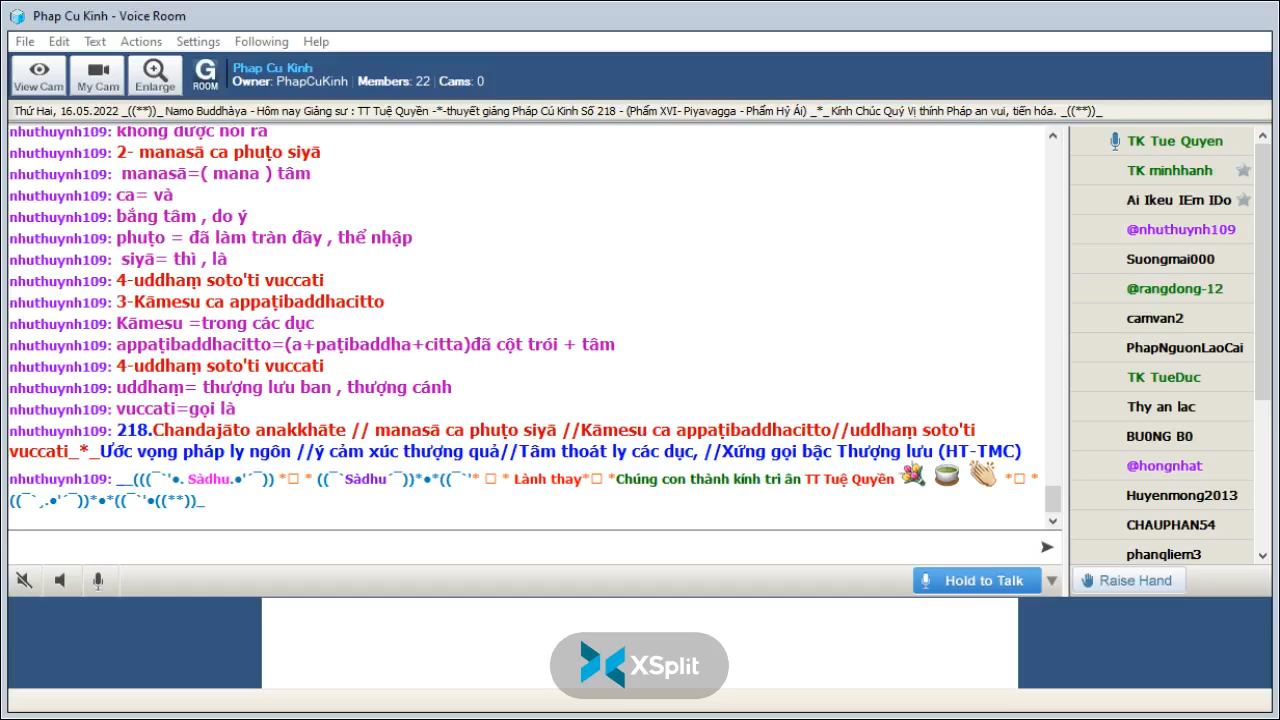 Phap Cu Kinh - Voice Room
File Edit Text Actions Settings Following Help
View Cam My Cam Enlarge G ROOM
Phap Cu Kinh
Owner: PhapCuKinh | Members: 22 | Cams: 0
Thứ Hai, 16.05.2022 _((**))_ Namo Buddhàya - Hôm nay Giảng sư : TT Tuệ Quyền -*-thuyết giảng Pháp Cú Kinh Số 218 - (Phẩm XVI- Piyavagga - Phẩm Hỷ Ái) _*_ Kính Chúc Quý Vị thính Pháp an vui, tiến hóa. _((**))_
nhuthuynh109: không được nói ra
nhuthuynh109: 2- manasā ca phuṭo siyā
nhuthuynh109: manasā=( mana ) tâm
nhuthuynh109: ca= và
nhuthuynh109: bằng tâm , do ý
nhuthuynh109: phuṭo = đã làm tràn đầy , thể nhập
nhuthuynh109: siyā= thì , là
nhuthuynh109: 4-uddhaṃ soto'ti vuccati
nhuthuynh109: 3-Kāmesu ca appaṭibaddhacitto
nhuthuynh109: Kāmesu =trong các dục
nhuthuynh109: appaṭibaddhacitto=(a+paṭibaddha+citta)đã cột trói + tâm
nhuthuynh109: 4-uddhaṃ soto'ti vuccati
nhuthuynh109: uddhaṃ= thượng lưu ban , thượng cánh
nhuthuynh109: vuccati=gọi là
nhuthuynh109: 218.Chandajāto anakkhāte // manasā ca phuṭo siyā //Kāmesu ca appaṭibaddhacitto//uddhaṃ soto'ti
vuccati_*_Ước vọng pháp ly ngôn //ý cảm xúc thượng quả//Tâm thoát ly các dục, //Xứng gọi bậc Thượng lưu (HT-TMC)
nhuthuynh109: __(((¯`'•. Sàdhu.•'´¯)) *□ * ((¯`Sàdhu´¯))*•*((¯`'* □ * Lành thay*□ *Chúng con thành kính tri ân TT Tuệ Quyền *□ *
((¯`¸.•'´¯))*•*((¯`'•((**))_
TK Tue Quyen
TK minhhanh
Ai Ikeu IEm IDo
@nhuthuynh109
Suongmai000
@rangdong-12
camvan2
PhapNguonLaoCai
TK TueDuc
Thy an lac
BU0NG B0
@hongnhat
Huyenmong2013
CHAUPHAN54
phanqliem3
Hold to Talk
Raise Hand
XSplit